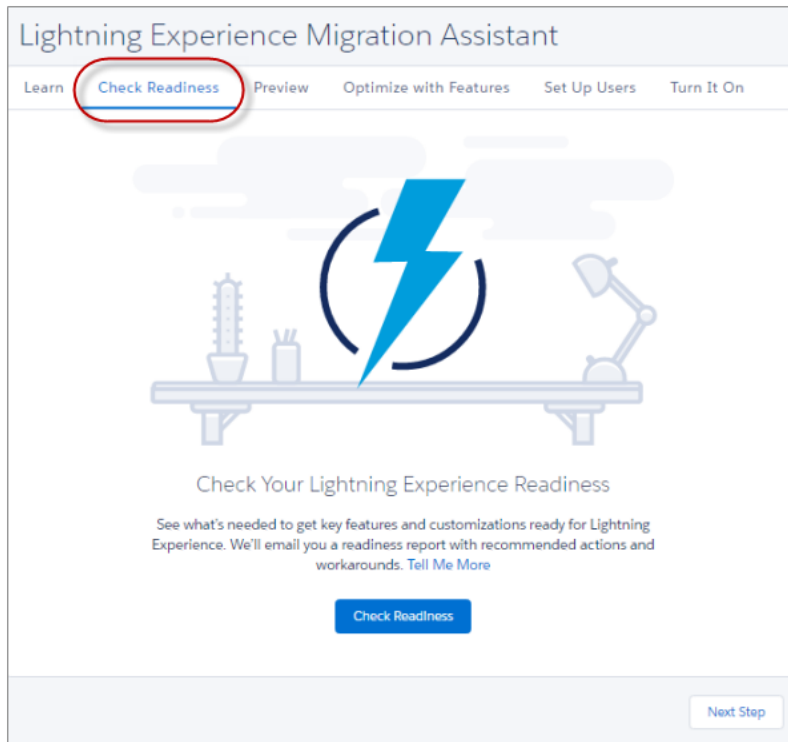 Lightning Experience Migration Assistant
Learn Check Readiness Preview Optimize with Features Set Up Users Turn It On
Check Your Lightning Experience Readiness
See what's needed to get key features and customizations ready for Lightning
Experience. We'll email you a readiness report with recommended actions and
workarounds. Tell Me More
Check Readiness
Next Step